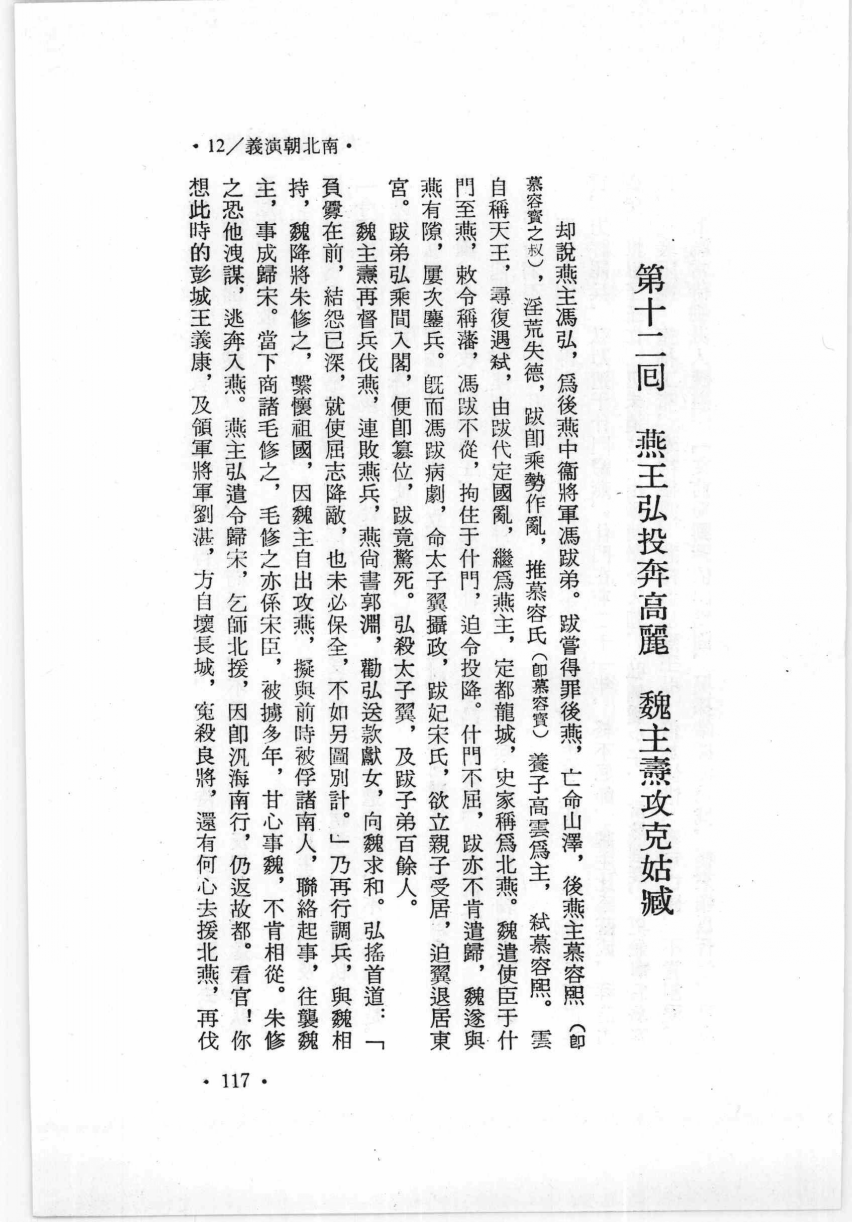 南北朝演義/12
第十二回 燕王弘投奔高麗 魏主燾攻克姑臧
却說燕主馮弘，爲後燕中衞將軍馮跋弟。跋嘗得罪後燕，亡命山澤，後燕主慕容熙（卽
慕容寶之叔），淫荒失德，跋卽乘勢作亂，推慕容氏（卽慕容寶）養子高雲爲主，弒慕容熙。雲
自稱天王，尋復遇弒，由跋代定國亂，繼爲燕主，定都龍城，史家稱爲北燕。魏遣使臣于什
門至燕，敕令稱藩，馮跋不從，拘住于什門，迫令投降。什門不屈，跋亦不肯遣歸，魏遂與
燕有隙，屢次鏖兵。旣而馮跋病劇，命太子翼攝政，跋妃宋氏，欲立親子受居，迫翼退居東
宮。跋弟弘乘間入閣，便卽篡位，跋竟驚死。弘殺太子翼，及跋子弟百餘人。
魏主燾再督兵伐燕，連敗燕兵，燕尙書郭淵，勸弘送款獻女，向魏求和。弘搖首道：「
負釁在前，結怨已深，就使屈志降敵，也未必保全，不如另圖別計。」乃再行調兵，與魏相
持，魏降將朱修之，繫懷祖國，因魏主自出攻燕，擬與前時被俘諸南人，聯絡起事，往襲魏
主，事成歸宋。當下商諸毛修之，毛修之亦係宋臣，被擄多年，甘心事魏，不肯相從。朱修
之恐他洩謀，逃奔入燕。燕主弘遣令歸宋，乞師北援，因卽汎海南行，仍返故都。看官！你
想此時的彭城王義康，及領軍將軍劉湛，方自壞長城，寃殺良將，還有何心去援北燕，再伐
• 117 •